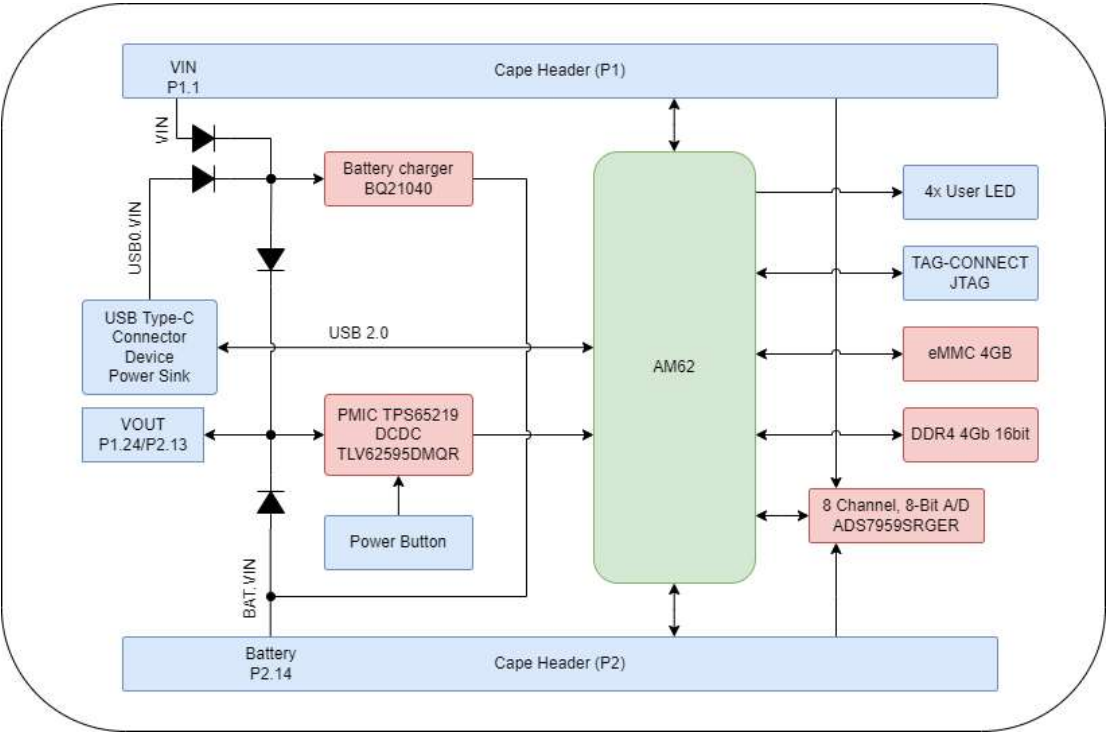 VIN
P1.1
Cape Header (P1)
VIN
Battery charger
BQ21040
4x User LED
USB0.VIN
TAG-CONNECT
JTAG
USB Type-C
Connector
Device
Power Sink
USB 2.0
AM62
eMMC 4GB
VOUT
P1.24/P2.13
PMIC TPS65219
DCDC
TLV62595DMQR
DDR4 4Gb 16bit
8 Channel, 8-Bit A/D
ADS7959SRGER
Power Button
BAT.VIN
Battery
P2.14
Cape Header (P2)